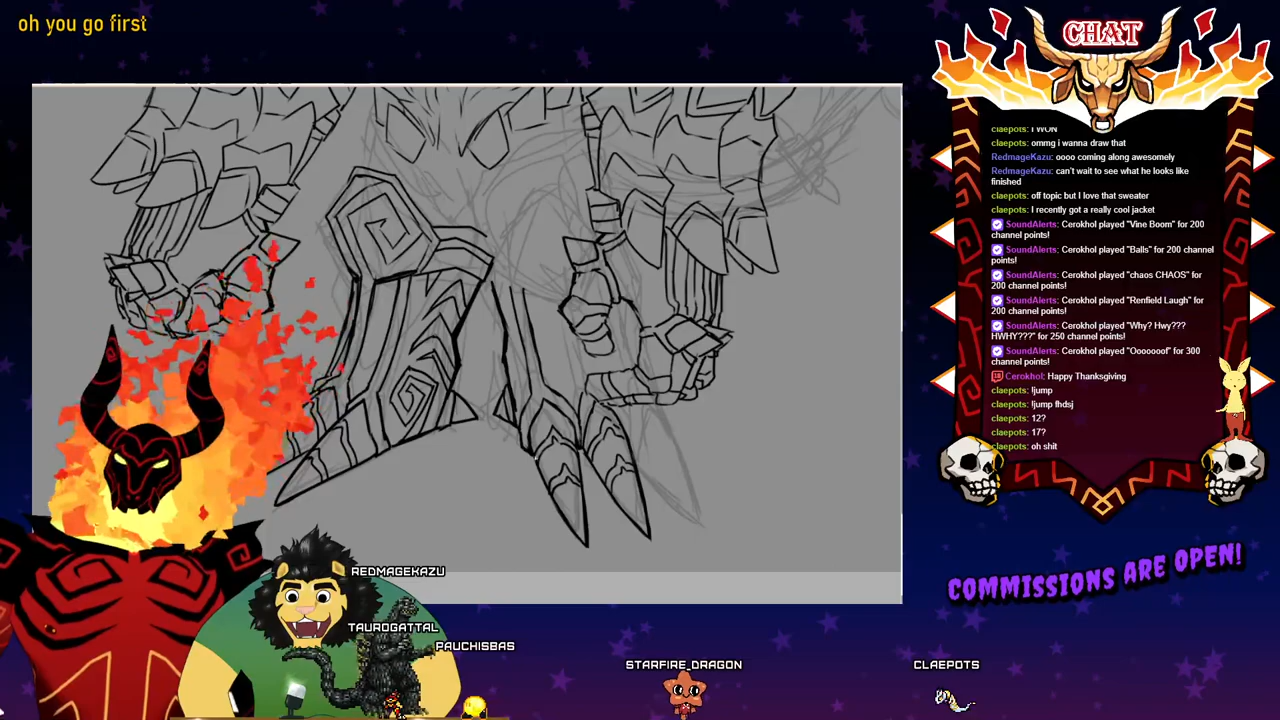 oh you go first
CHAT
claepots: I WON
claepots: ommg i wanna draw that
RedmageKazu: oooo coming along awesomely
RedmageKazu: can't wait to see what he looks like
finished
claepots: off topic but I love that sweater
claepots: I recently got a really cool jacket
SoundAlerts: Cerokhol played "Vine Boom" for 200
channel points!
SoundAlerts: Cerokhol played "Balls" for 200 channel
points!
SoundAlerts: Cerokhol played "chaos CHAOS" for
200 channel points!
SoundAlerts: Cerokhol played "Renfield Laugh" for
200 channel points!
SoundAlerts: Cerokhol played "Why? Hwy???
HWHY???" for 250 channel points!
SoundAlerts: Cerokhol played "Ooooooof" for 300
channel points!
Cerokhol: Happy Thanksgiving
claepots: !jump
claepots: !jump fhdsj
claepots: 12?
claepots: 17?
claepots: oh shit
COMMISSIONS ARE OPEN!
REDMAGEKAZU
TAUROGATTAL
PAUCHISBAS
STARFIRE_DRAGON
CLAEPOTS